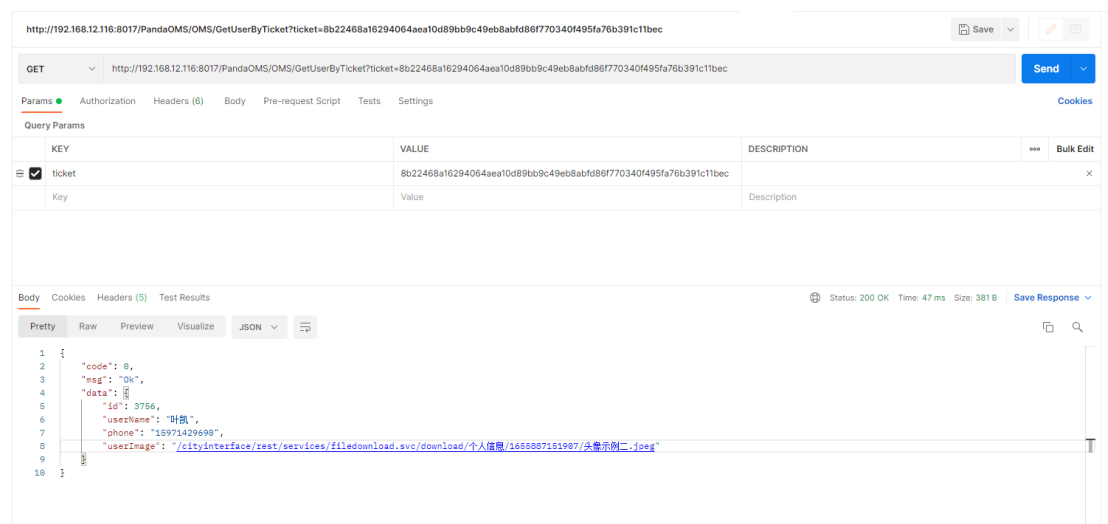 http://192.168.12.116:8017/PandaOMS/OMS/GetUserByTicket?ticket=8b22468a16294064aea10d89bb9c49eb8abfd86f770340f495fa76b391c11bec Save
GET http://192.168.12.116:8017/PandaOMS/OMS/GetUserByTicket?ticket=8b22468a16294064aea10d89bb9c49eb8abfd86f770340f495fa76b391c11bec Send
Params Authorization Headers (6) Body Pre-request Script Tests Settings Cookies
Query Params
KEY VALUE DESCRIPTION ooo Bulk Edit
ticket 8b22468a16294064aea10d89bb9c49eb8abfd86f770340f495fa76b391c11bec
Key Value Description
Body Cookies Headers (5) Test Results Status: 200 OK Time: 47 ms Size: 381 B Save Response
Pretty Raw Preview Visualize JSON
1 {
2 "code": 0,
3 "msg": "Ok",
4 "data": {
5 "id": 3756,
6 "userName": "叶凯",
7 "phone": "15971429698",
8 "userImage": "/cityinterface/rest/services/filedownload.svc/download/个人信息/1655887151907/头像示例二.jpeg"
9 }
10 }